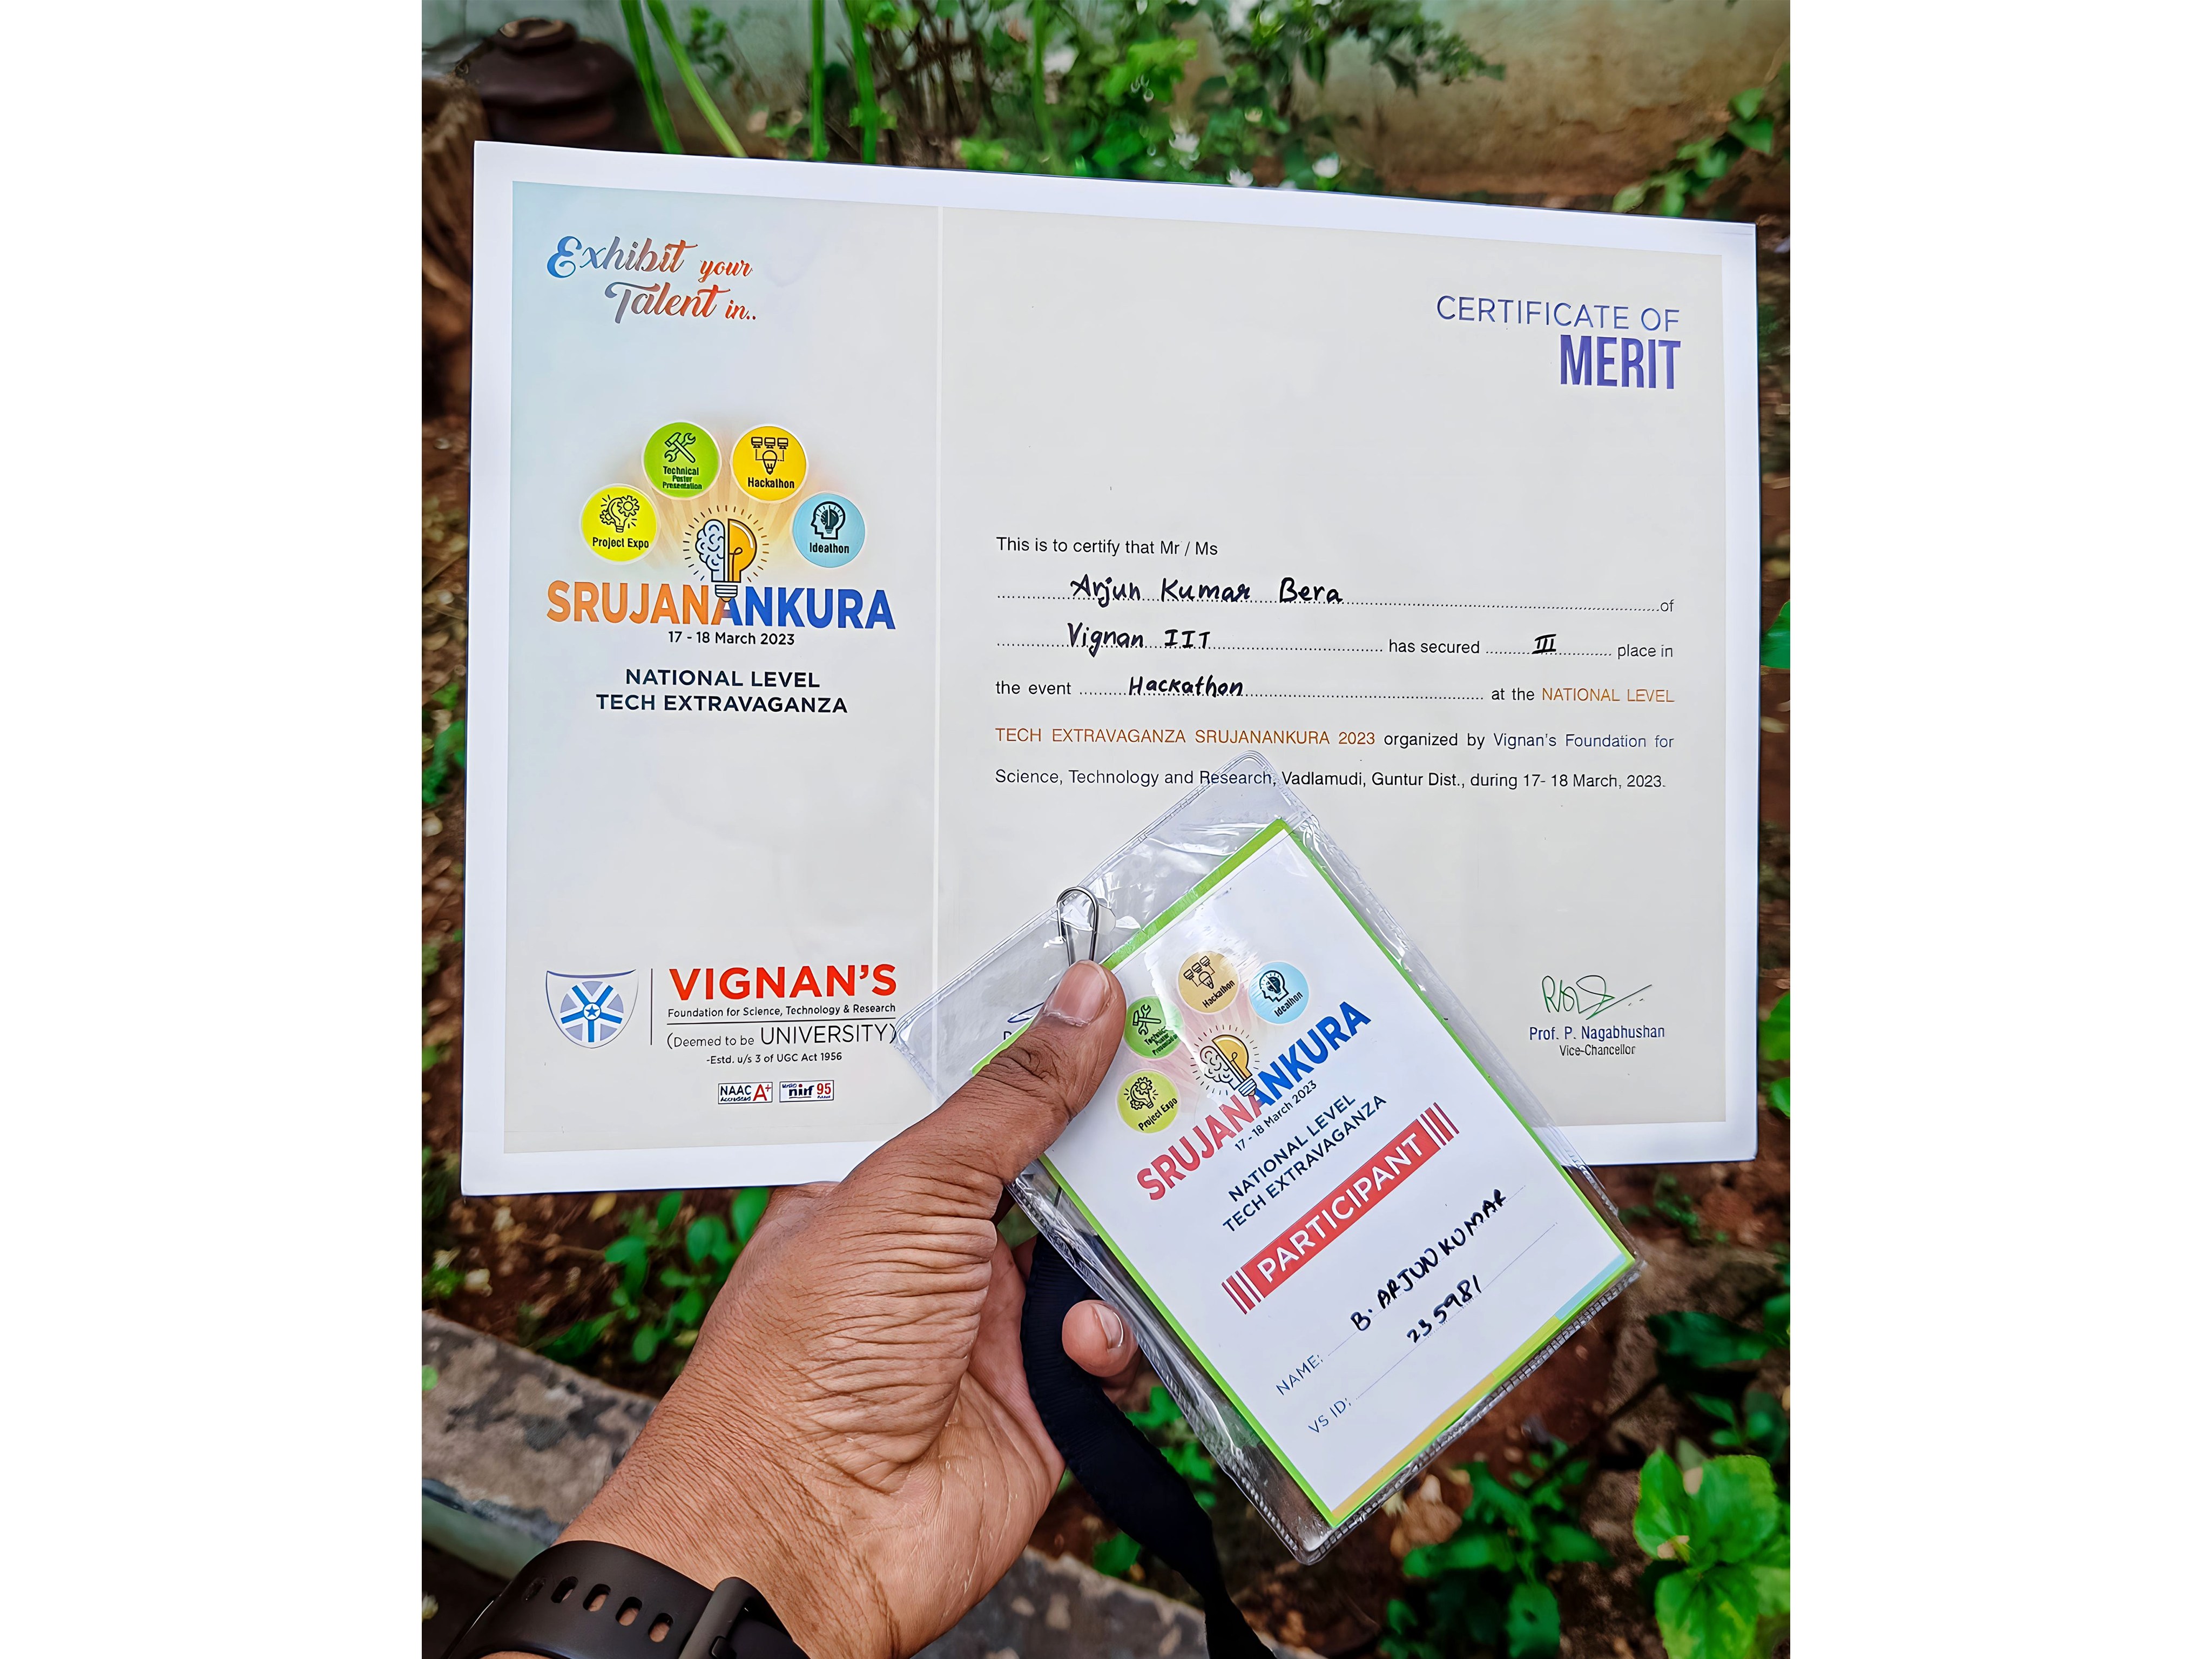 Exhibit your
Talent in..
Technical
Poster
Presentation
Hackathon
Project Expo
Ideathon
SRUJANANKURA
17 - 18 March 2023
NATIONAL LEVEL
TECH EXTRAVAGANZA
VIGNAN'S
Foundation for Science, Technology & Research
(Deemed to be UNIVERSITY)
-Estd. u/s 3 of UGC Act 1956
NAAC A+
nirf 95
CERTIFICATE OF
MERIT
This is to certify that Mr / Ms
Arjun Kumar Bera of
Vignan IIT has secured III place in
the event Hackathon at the NATIONAL LEVEL
TECH EXTRAVAGANZA SRUJANANKURA 2023 organized by Vignan's Foundation for
Science, Technology and Research, Vadlamudi, Guntur Dist., during 17- 18 March, 2023.
Prof. P. Nagabhushan
Vice-Chancellor
Hackathon
Ideathon
Poster
Presentation
Project Expo
SRUJANANKURA
17 - 18 March 2023
NATIONAL LEVEL
TECH EXTRAVAGANZA
PARTICIPANT
NAME: B. ARJUN KUMAR
VS ID: 235981